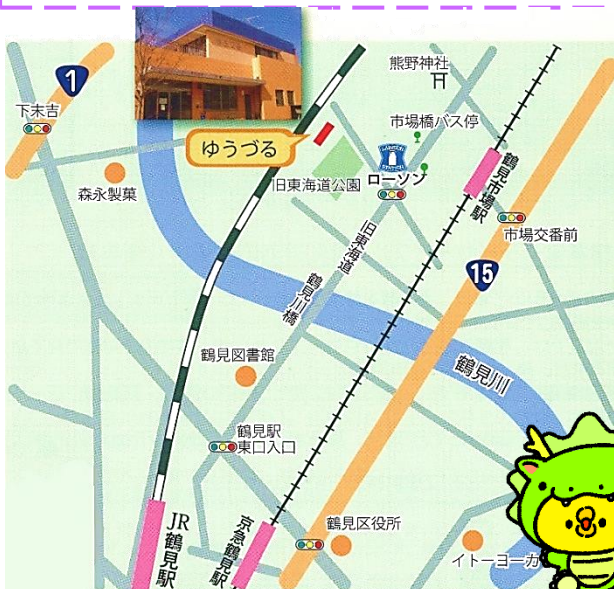 1
下末吉
森永製菓
ゆうづる
熊野神社
市場橋バス停
旧東海道公園
ローソン
鶴見市場駅
市場交番前
旧東海道
鶴見川橋
15
鶴見川
鶴見図書館
鶴見駅
東口入口
JR鶴見駅
京急鶴見駅
鶴見区役所
イトーヨーカ